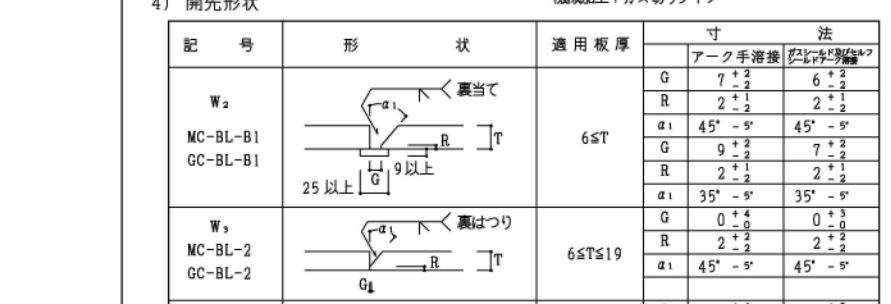 4) 開先形状
記 号 形 状 適用板厚 寸 法
アーク手溶接 ガスシールド及びセルフシールドアーク溶接
W₂
MC-BL-B1
GC-BL-B1
裏当て
α₁
R
T
G
9以上
25以上
6≦T
G 7 +2 -2 6 +2 -2
R 2 +1 -2 2 +1 -2
α₁ 45° -5° 45° -5°
G 9 +2 -2 7 +2 -2
R 2 +1 -2 2 +1 -2
α₁ 35° -5° 35° -5°
W₃
MC-BL-2
GC-BL-2
裏はつり
α₁
R
T
G
6≦T≦19
G 0 +4 -0 0 +3 -0
R 2 +2 -2 2 +2 -2
α₁ 45° -5° 45° -5°